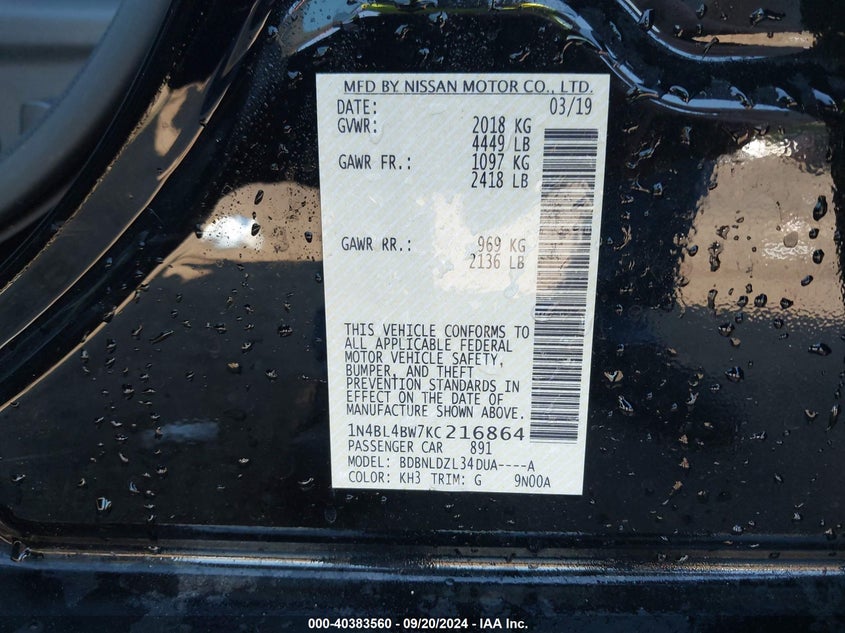 MFD BY NISSAN MOTOR CO., LTD.
DATE: 03/19
GVWR: 2018 KG
4449 LB
GAWR FR.: 1097 KG
2418 LB
GAWR RR.: 969 KG
2136 LB
THIS VEHICLE CONFORMS TO
ALL APPLICABLE FEDERAL
MOTOR VEHICLE SAFETY,
BUMPER, AND THEFT
PREVENTION STANDARDS IN
EFFECT ON THE DATE OF
MANUFACTURE SHOWN ABOVE.
1N4BL4BW7KC216864
PASSENGER CAR 891
MODEL: BDBNLDZL34DUA----A
COLOR: KH3 TRIM: G 9N00A
000-40383560 - 09/20/2024 - IAA Inc.